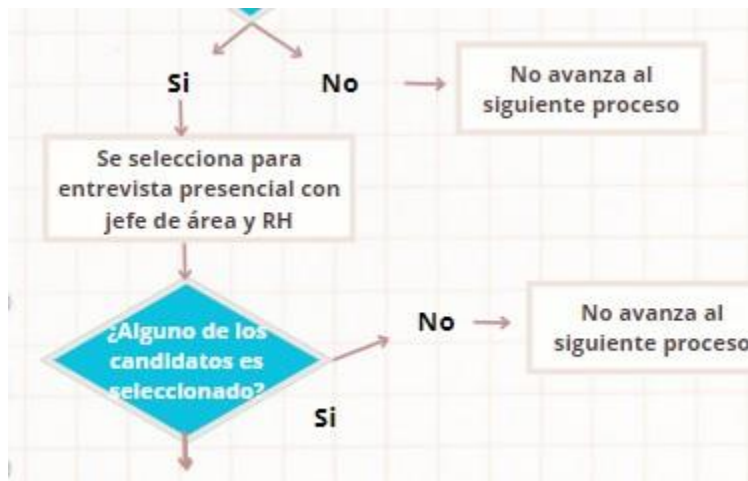 Si
No
No avanza al
siguiente proceso
Se selecciona para
entrevista presencial con
jefe de área y RH
¿Alguno de los
candidatos es
seleccionado?
No
No avanza al
siguiente proceso
Si